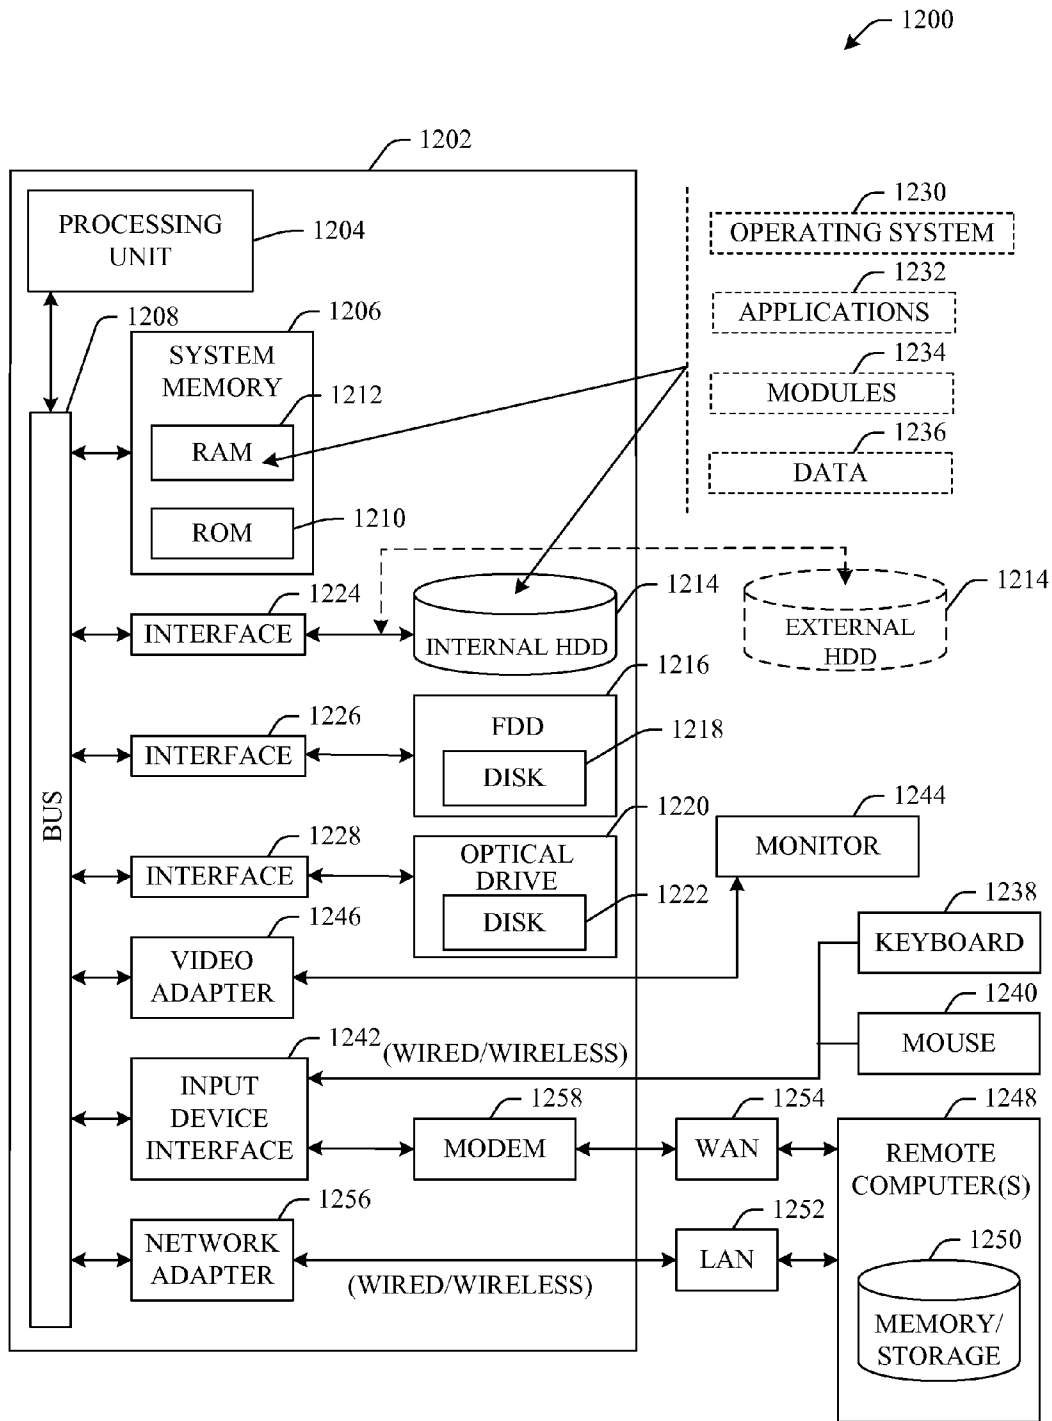 1200
1202
PROCESSING
UNIT
1204
1208
1206
SYSTEM
MEMORY
1212
RAM
ROM
1210
1230
OPERATING SYSTEM
1232
APPLICATIONS
1234
MODULES
1236
DATA
1224
INTERFACE
INTERNAL HDD
1214
EXTERNAL
HDD
1214
1216
1226
INTERFACE
FDD
1218
DISK
BUS
1220
1228
INTERFACE
OPTICAL
DRIVE
1222
DISK
1244
MONITOR
1246
VIDEO
ADAPTER
1238
KEYBOARD
1240
MOUSE
1242
(WIRED/WIRELESS)
INPUT
DEVICE
INTERFACE
1258
MODEM
1254
WAN
1248
REMOTE
COMPUTER(S)
1256
NETWORK
ADAPTER
(WIRED/WIRELESS)
1252
LAN
1250
MEMORY/
STORAGE